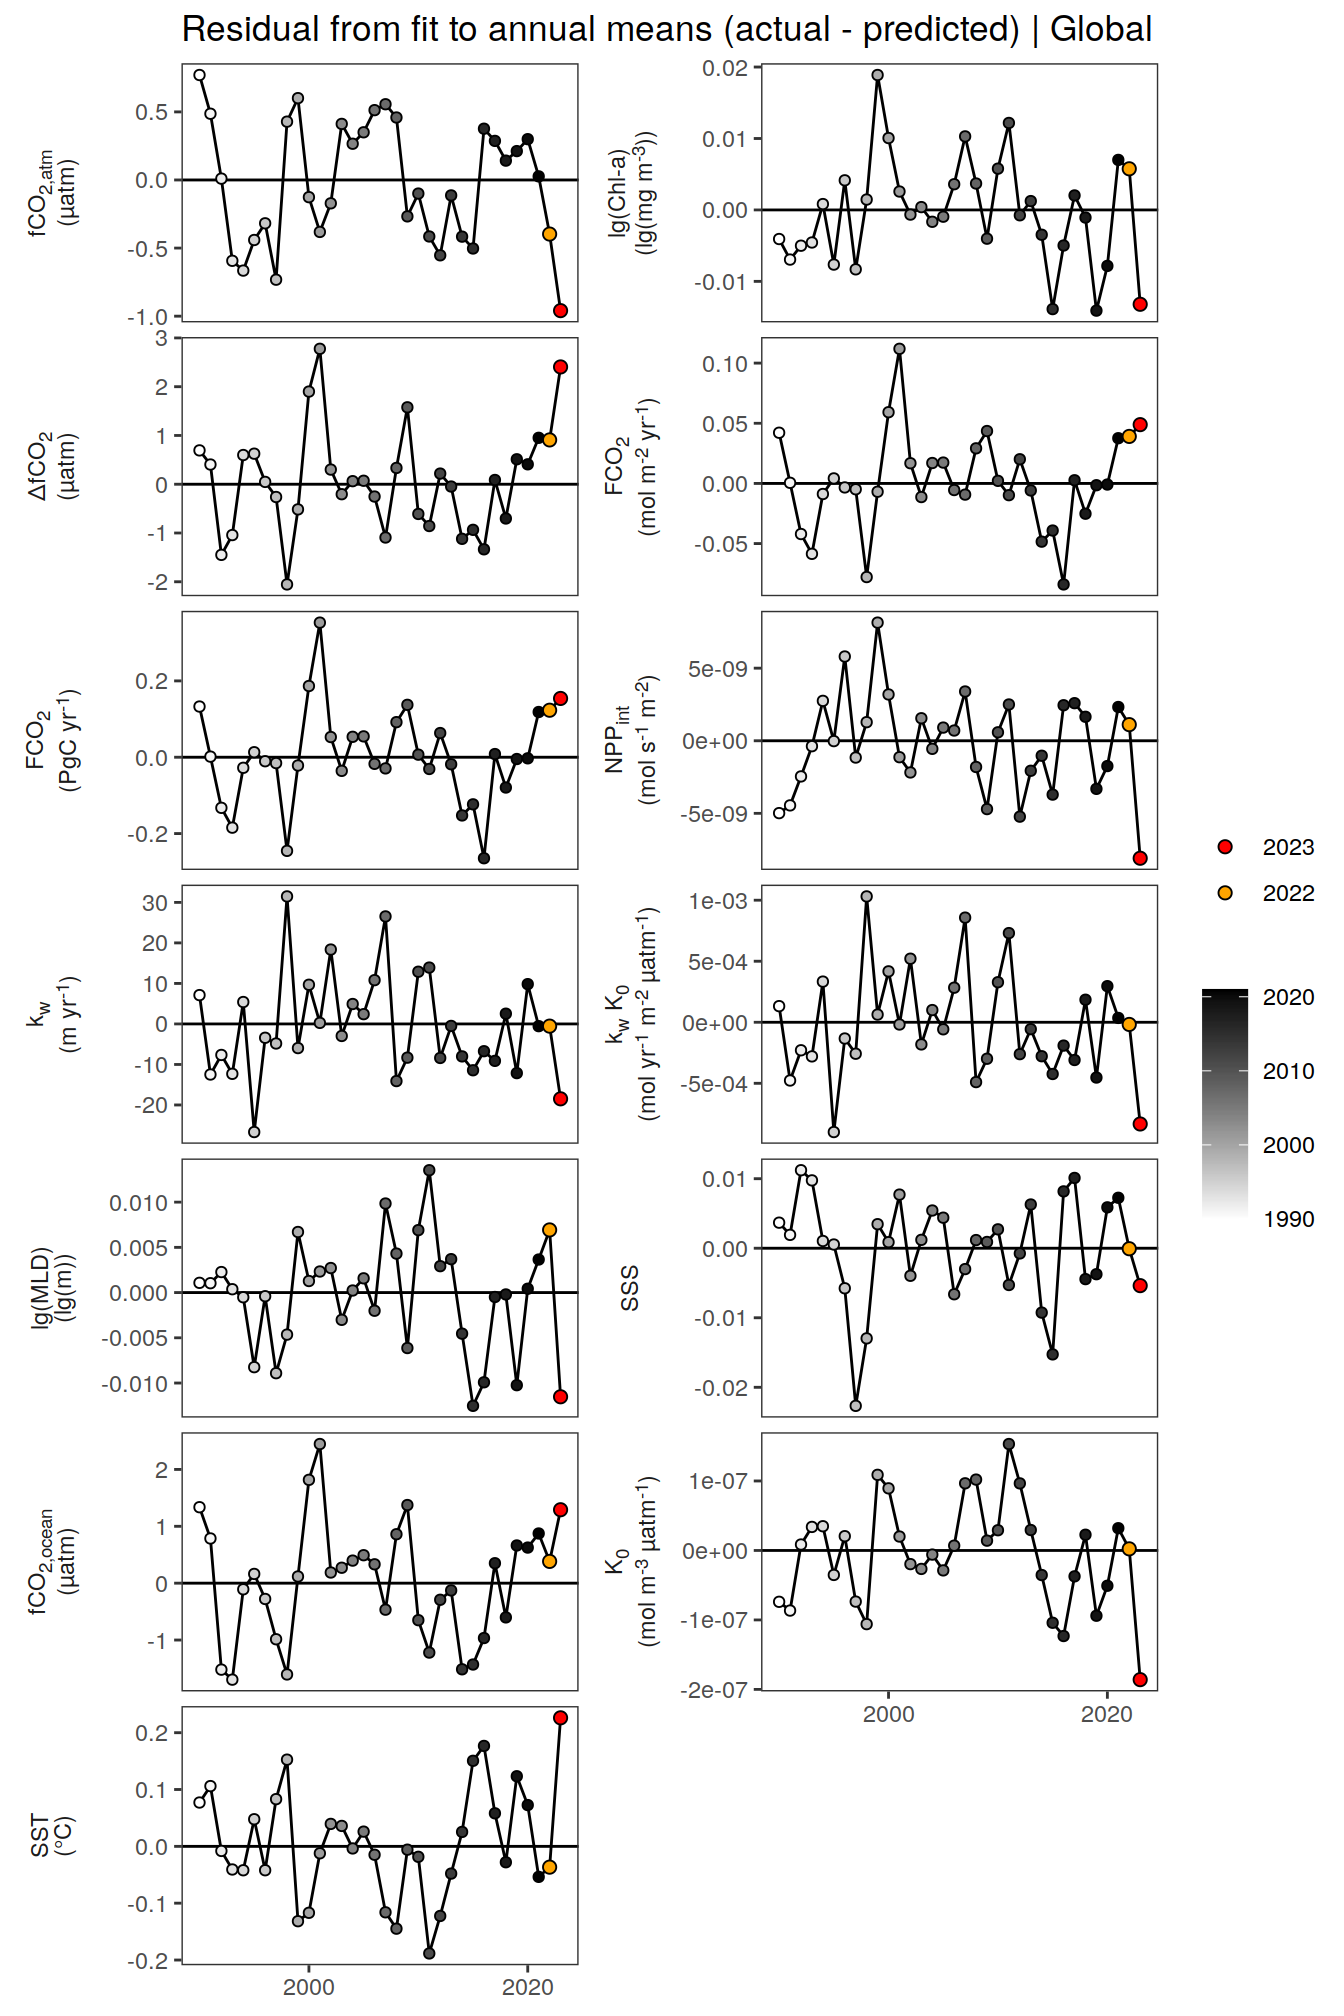 Residual from fit to annual means (actual - predicted) | Global
fCO2,atm
(µatm)
0.5
0.0
-0.5
-1.0
lg(Chl-a)
(lg(mg m-3))
0.02
0.01
0.00
-0.01
ΔfCO2
(µatm)
3
2
1
0
-1
-2
FCO2
(mol m-2 yr-1)
0.10
0.05
0.00
-0.05
FCO2
(PgC yr-1)
0.2
0.0
-0.2
NPPint
(mol s-1 m-2)
5e-09
0e+00
-5e-09
kw
(m yr-1)
30
20
10
0
-10
-20
kw K0
(mol yr-1 m-2 µatm-1)
1e-03
5e-04
0e+00
-5e-04
lg(MLD)
(lg(m))
0.010
0.005
0.000
-0.005
-0.010
SSS
0.01
0.00
-0.01
-0.02
fCO2,ocean
(µatm)
2
1
0
-1
K0
(mol m-3 µatm-1)
1e-07
0e+00
-1e-07
-2e-07
2000
2020
SST
(°C)
0.2
0.1
0.0
-0.1
-0.2
2000
2020
2023
2022
2020
2010
2000
1990